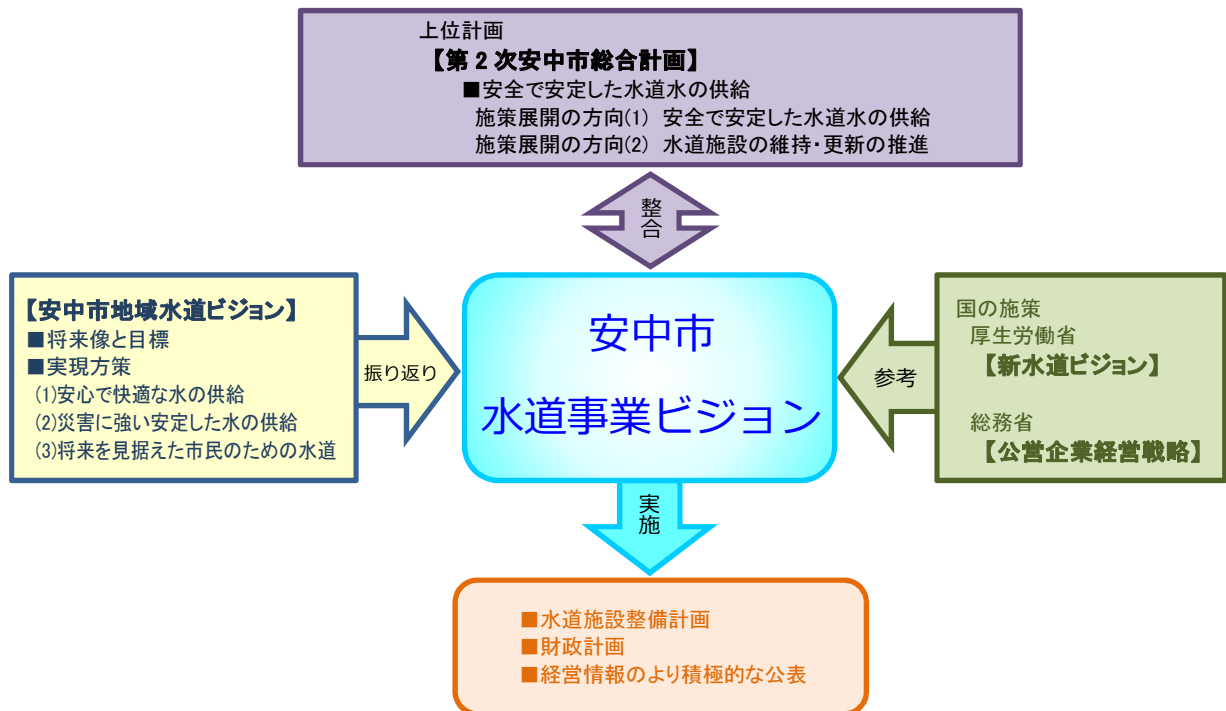 上位計画
【第２次安中市総合計画】
■安全で安定した水道水の供給
施策展開の方向(1) 安全で安定した水道水の供給
施策展開の方向(2) 水道施設の維持・更新の推進
整合
【安中市地域水道ビジョン】
■将来像と目標
■実現方策
(1)安心で快適な水の供給
(2)災害に強い安定した水の供給
(3)将来を見据えた市民のための水道
振り返り
安中市
水道事業ビジョン
参考
国の施策
厚生労働省
【新水道ビジョン】
総務省
【公営企業経営戦略】
実施
■水道施設整備計画
■財政計画
■経営情報のより積極的な公表